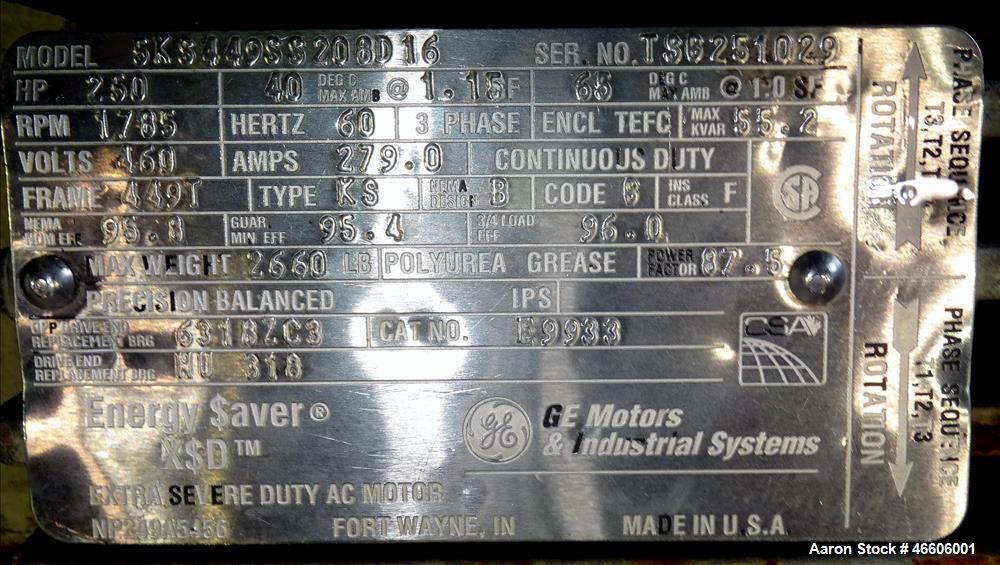 MODEL 5KS449SS208D16 SER. NO. TSG251029
HP 250 40 DEG C MAX AMB @ 1.15F 65 DEG C MAX AMB @ 1.0 SF
RPM 1785 HERTZ 60 3 PHASE ENCL TEFC MAX KVAR 55.2
VOLTS 460 AMPS 279.0 CONTINUOUS DUTY
FRAME 449T TYPE KS NEMA DESIGN B CODE G INS CLASS F
NEMA NOM EFF 95.8 GUAR. MIN EFF 95.4 3/4 LOAD EFF 96.0
MAX WEIGHT 2660 LB POLYUREA GREASE POWER FACTOR 87.5
PRECISION BALANCED IPS
OPP DRIVE END REPLACEMENT BRG 6318ZC3 CAT NO. E9933
DRIVE END REPLACEMENT BRG NU 318
CSA
Energy $aver®
X$D™
GE GE Motors
& Industrial Systems
EXTRA SEVERE DUTY AC MOTOR
NP249A5456 FORT WAYNE, IN MADE IN U.S.A.
PHASE SEQUENCE,
T3,T2,
ROTATION
PHASE SEQUENCE
T1,T2,T3
ROTATION
Aaron Stock # 46606001